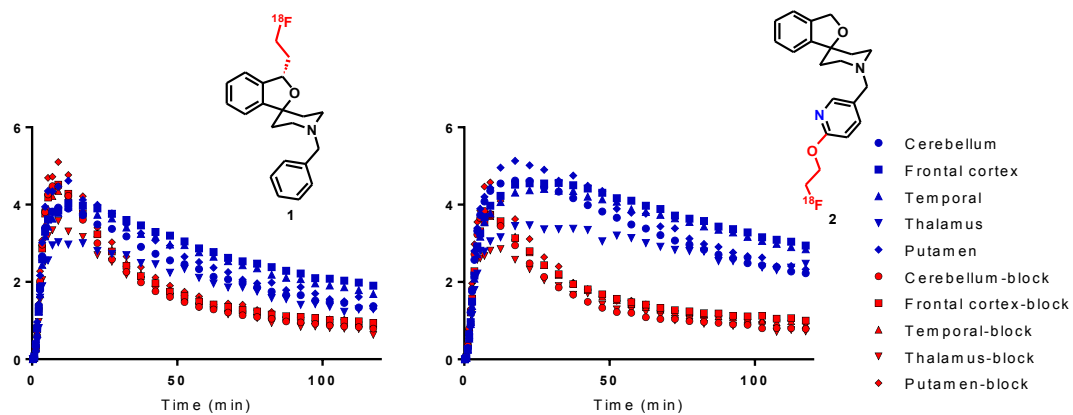 18F
O
N
1
6
4
2
0
0
50
100
Time (min)
O
N
N
O
18F
2
6
4
2
0
0
50
100
Time (min)
Cerebellum
Frontal cortex
Temporal
Thalamus
Putamen
Cerebellum-block
Frontal cortex-block
Temporal-block
Thalamus-block
Putamen-block